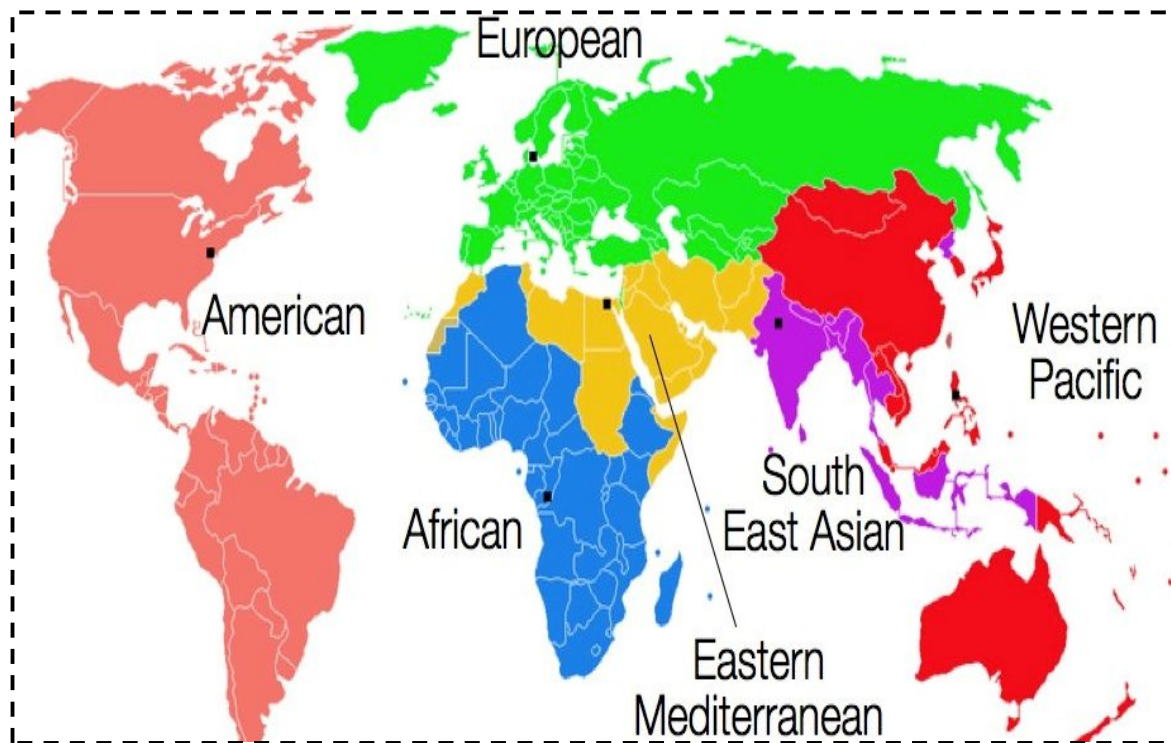 European
American
Western
Pacific
South
East Asian
African
Eastern
Mediterranean